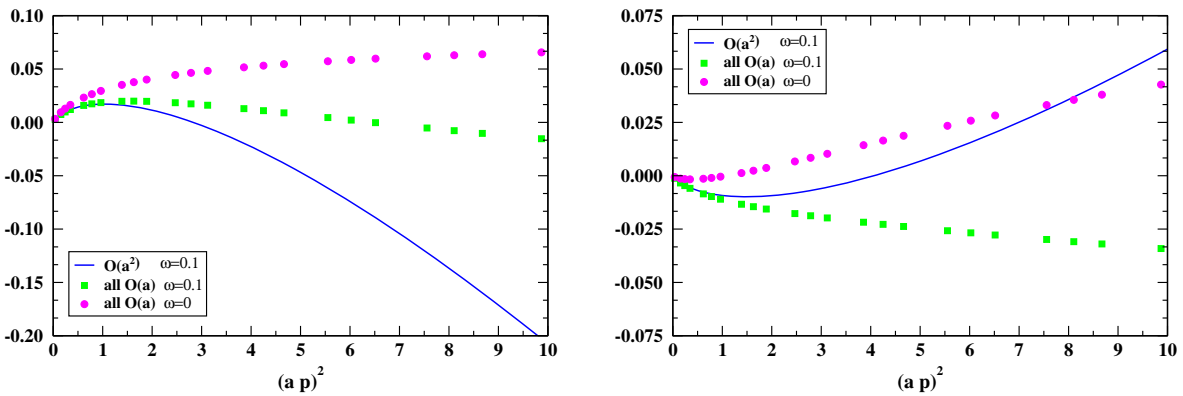 0.10
0.05
0.00
-0.05
-0.10
-0.15
-0.20
0 1 2 3 4 5 6 7 8 9 10
(a p)²
O(a²) ω=0.1
all O(a) ω=0.1
all O(a) ω=0
0.075
0.050
0.025
0.000
-0.025
-0.050
-0.075
0 1 2 3 4 5 6 7 8 9 10
(a p)²
O(a²) ω=0.1
all O(a) ω=0.1
all O(a) ω=0